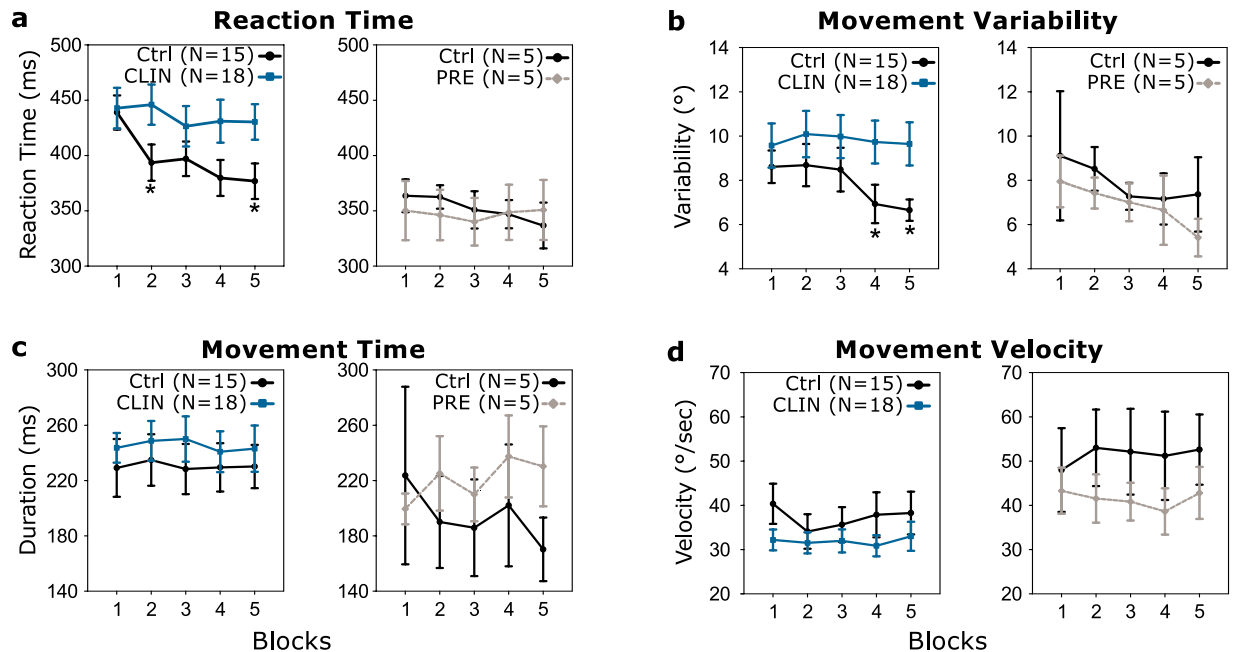 a Reaction Time
500
450
400
350
300
Reaction Time (ms)
Ctrl (N=15)
CLIN (N=18)
*
*
1 2 3 4 5
500
450
400
350
300
Ctrl (N=5)
PRE (N=5)
1 2 3 4 5
b Movement Variability
14
12
10
8
6
4
Variability (°)
Ctrl (N=15)
CLIN (N=18)
*
*
1 2 3 4 5
14
12
10
8
6
4
Ctrl (N=5)
PRE (N=5)
1 2 3 4 5
c Movement Time
300
260
220
180
140
Duration (ms)
Ctrl (N=15)
CLIN (N=18)
1 2 3 4 5
300
260
220
180
140
Ctrl (N=5)
PRE (N=5)
1 2 3 4 5
Blocks
d Movement Velocity
70
60
50
40
30
20
Velocity (°/sec)
Ctrl (N=15)
CLIN (N=18)
1 2 3 4 5
70
60
50
40
30
20
Ctrl (N=5)
PRE (N=5)
1 2 3 4 5
Blocks